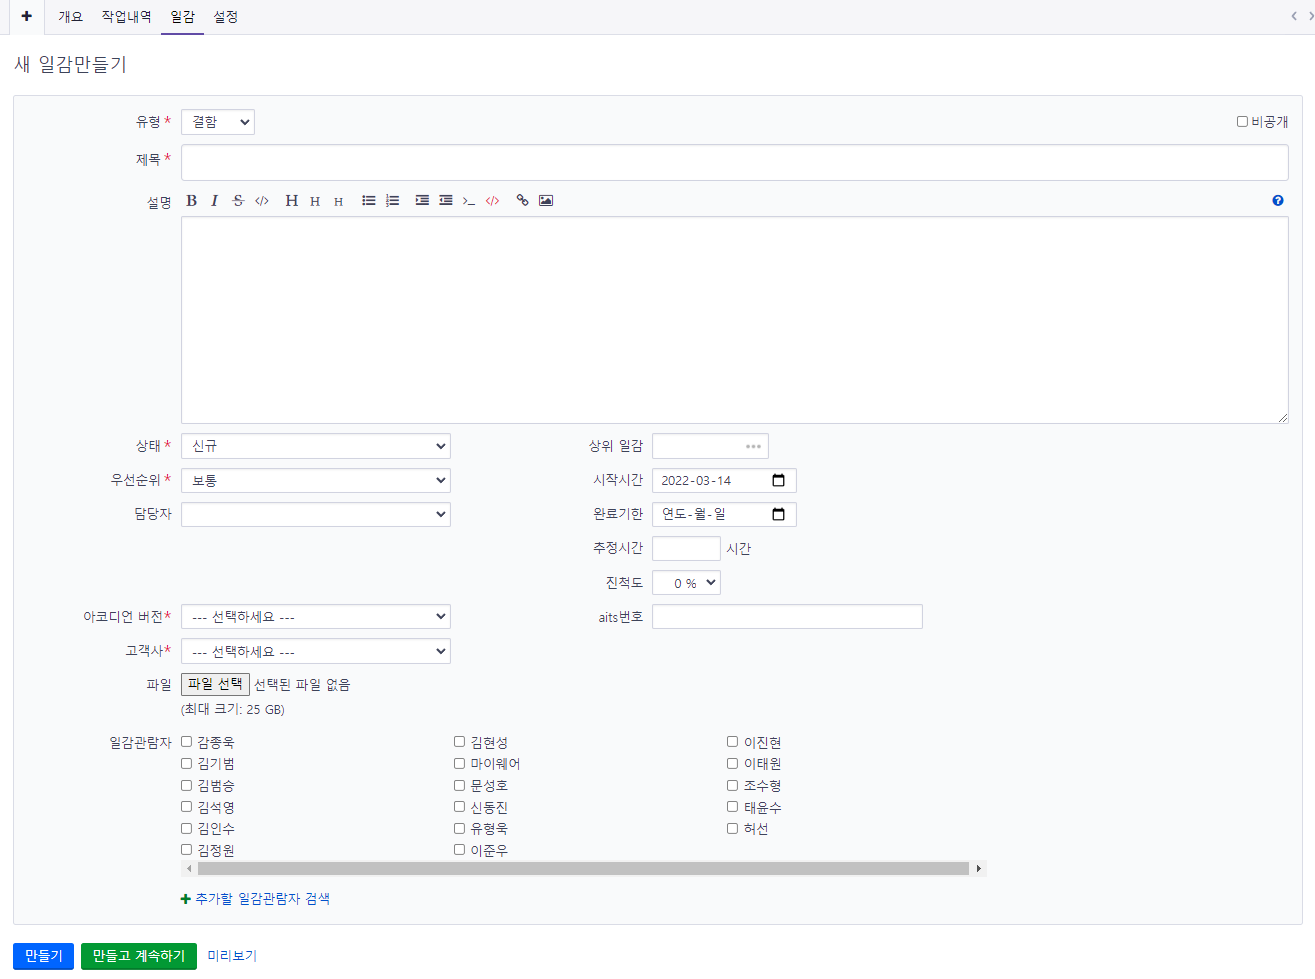 개요 작업내역 일감 설정
새 일감만들기
유형 * 결함 비공개
제목 *
설명 B I S </> H H H </>
상태 * 신규 상위 일감
우선순위 * 보통 시작시간 2022-03-14
담당자 완료기한 연도-월-일
추정시간 시간
진척도 0 %
아코디언 버전* --- 선택하세요 --- aits번호
고객사* --- 선택하세요 ---
파일 파일 선택 선택된 파일 없음
(최대 크기: 25 GB)
일감관람자 감종욱 김현성 이진현
김기범 마이웨어 이태원
김범승 문성호 조수형
김석영 신동진 태윤수
김인수 유형욱 허선
김정원 이준우
추가할 일감관람자 검색
만들기 만들고 계속하기 미리보기